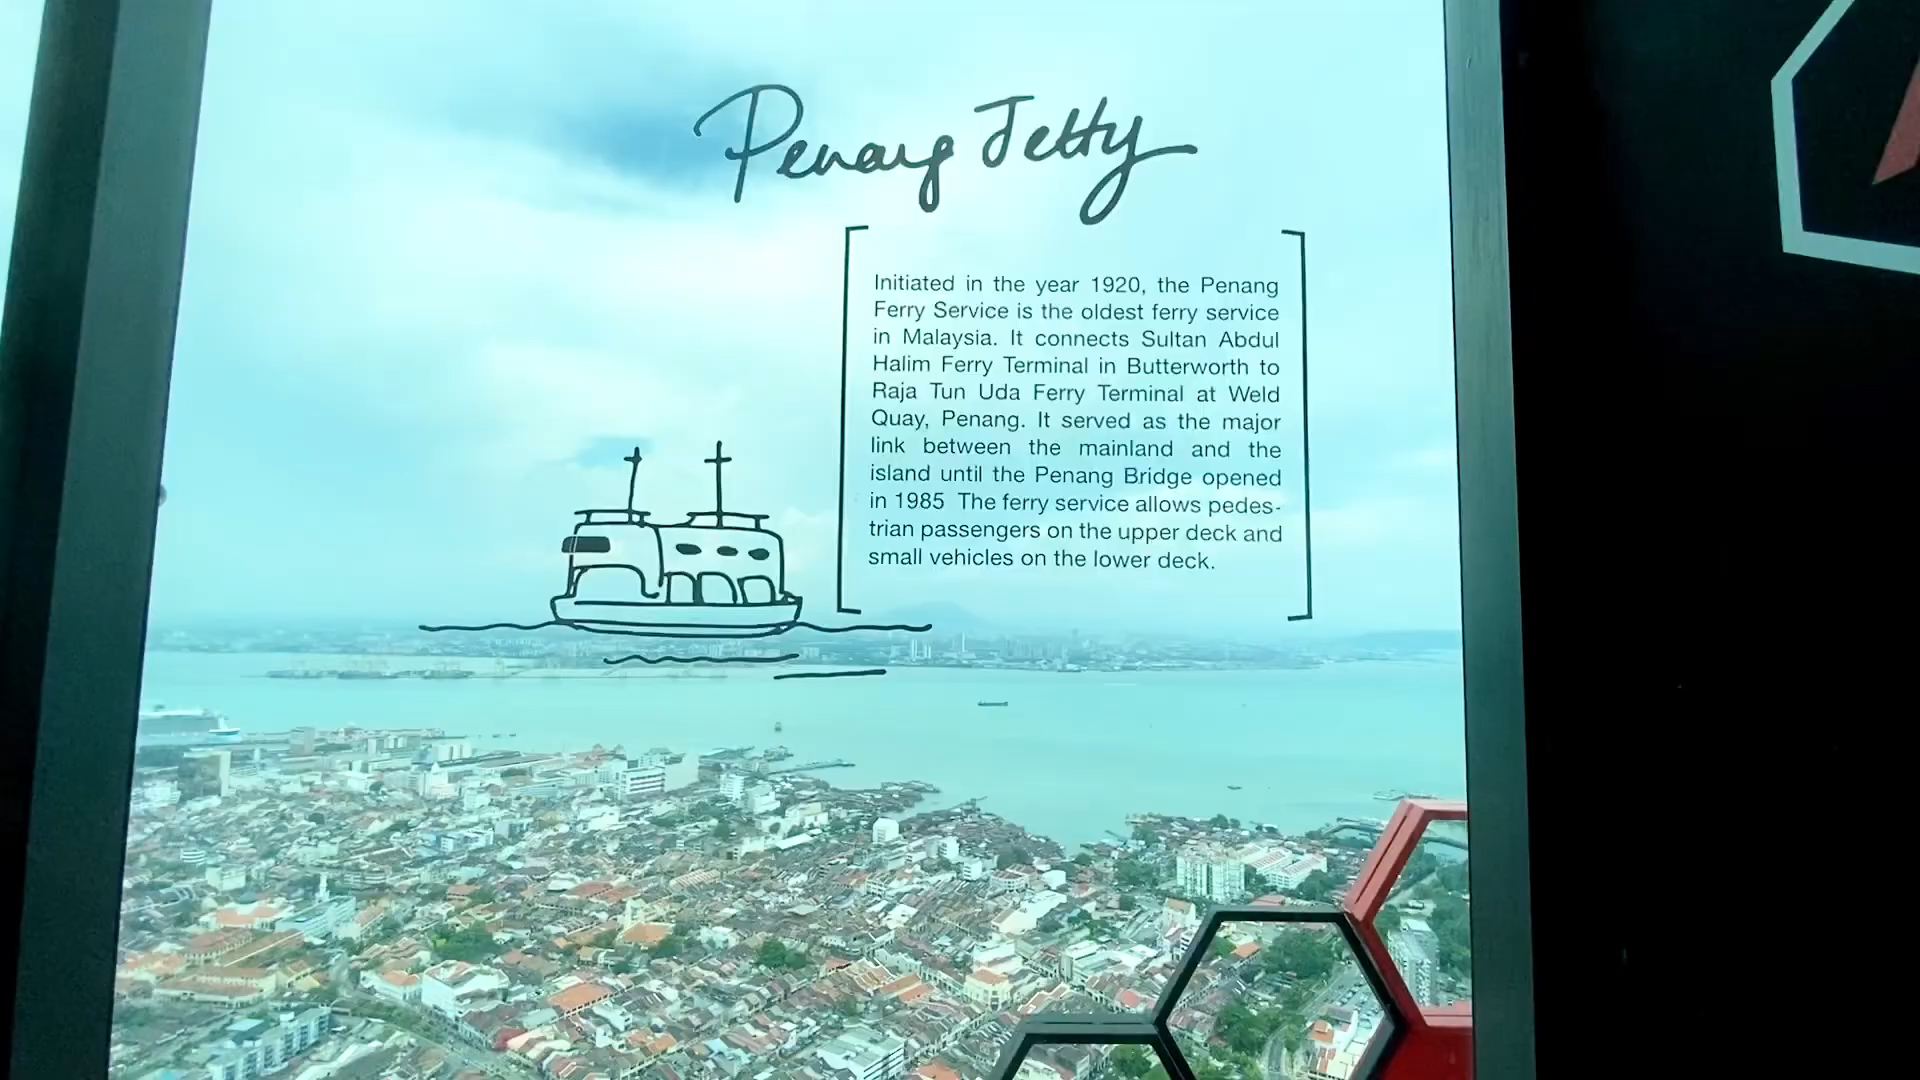 Penang Jetty
Initiated in the year 1920, the Penang
Ferry Service is the oldest ferry service
in Malaysia. It connects Sultan Abdul
Halim Ferry Terminal in Butterworth to
Raja Tun Uda Ferry Terminal at Weld
Quay, Penang. It served as the major
link between the mainland and the
island until the Penang Bridge opened
in 1985 The ferry service allows pedes-
trian passengers on the upper deck and
small vehicles on the lower deck.